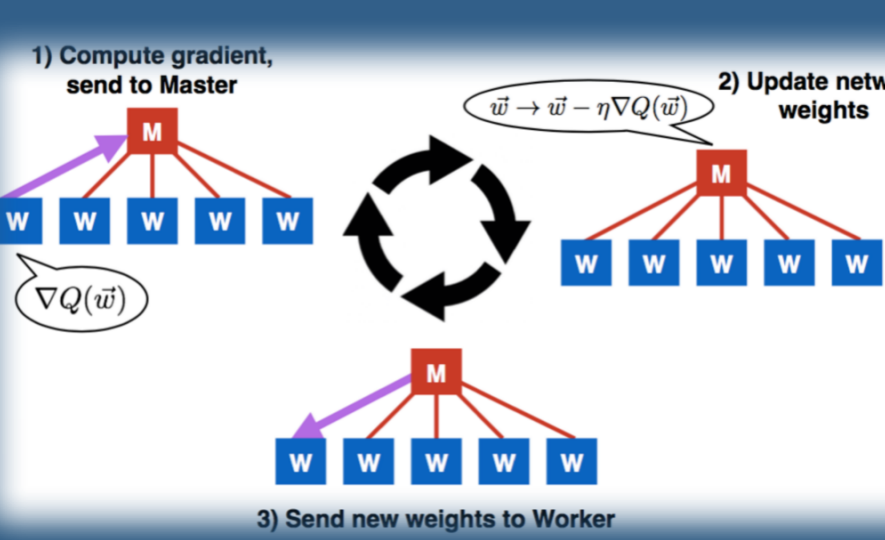 1) Compute gradient,
send to Master
M
W W W W W
∇Q(w⃗)
w⃗ → w⃗ − η∇Q(w⃗)
2) Update
weights
M
W W W W W
M
W W W W W
3) Send new weights to Worker